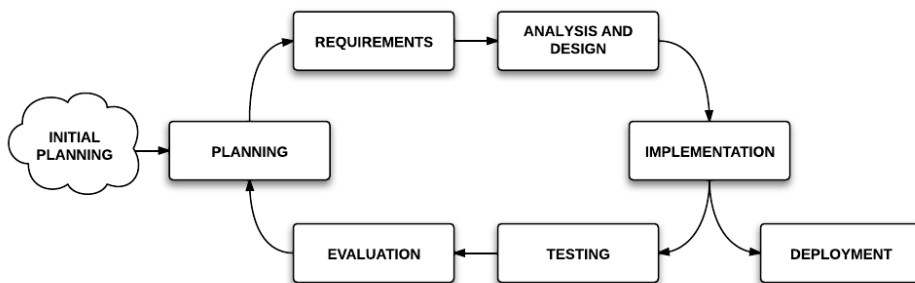 REQUIREMENTS
ANALYSIS AND
DESIGN
INITIAL
PLANNING
PLANNING
IMPLEMENTATION
EVALUATION
TESTING
DEPLOYMENT